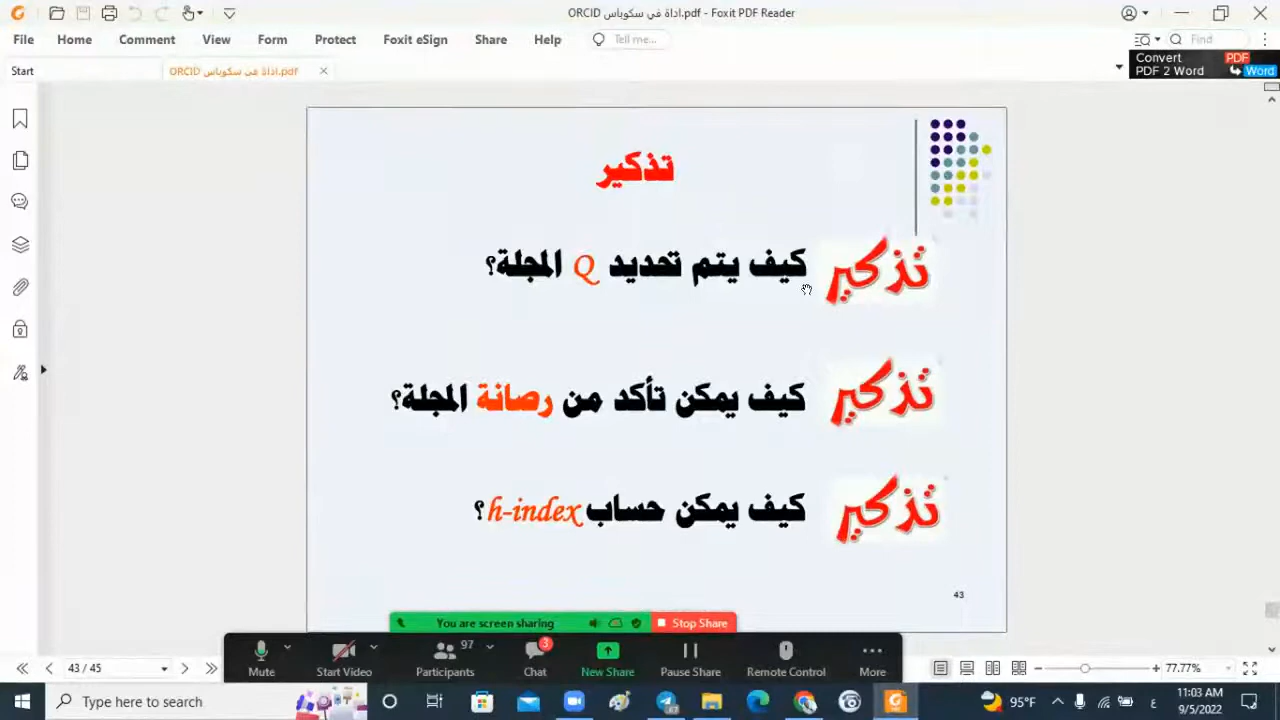 ORCID اداة في سكوباس.pdf - Foxit PDF Reader
File Home Comment View Form Protect Foxit eSign Share Help Tell me... Find
Start ORCID اداة في سكوباس.pdf
Convert PDF
PDF 2 Word Word
تذكير
تذكير كيف يتم تحديد Q المجلة؟
تذكير كيف يمكن تأكد من رصانة المجلة؟
تذكير كيف يمكن حساب h-index؟
43
You are screen sharing Stop Share
97 3
Mute Start Video Participants Chat New Share Pause Share Remote Control More
43 / 45 77.77%
Type here to search 95°F ع 11:03 AM
9/5/2022